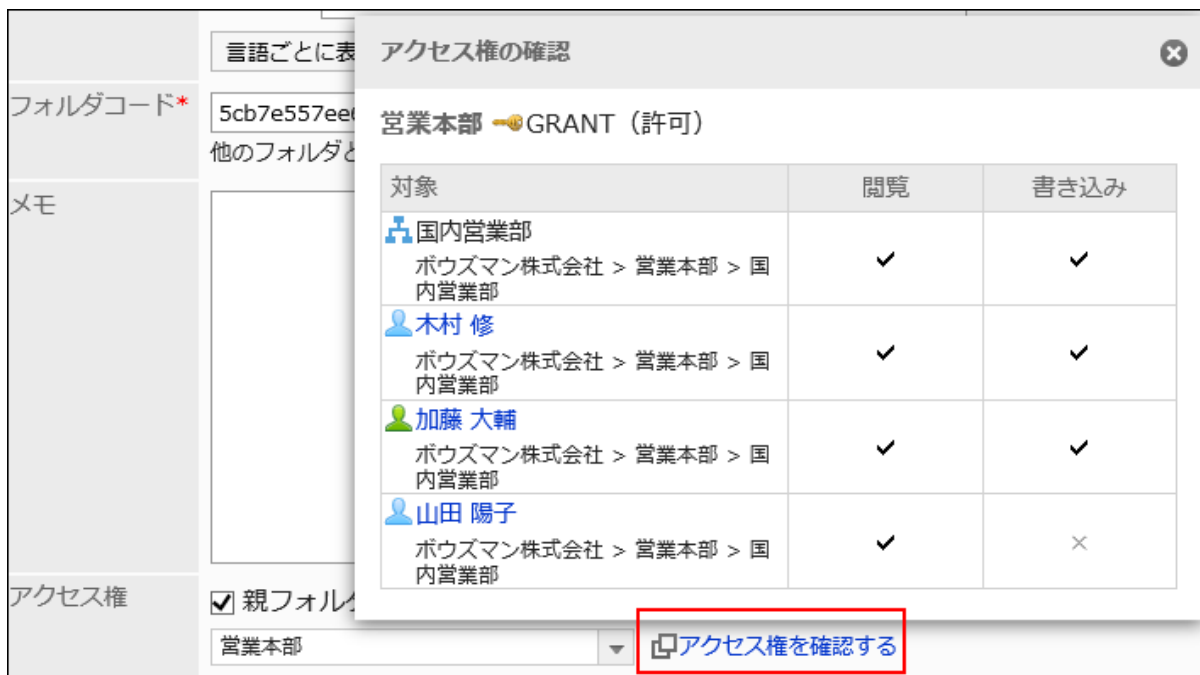 言語ごとに表
フォルダコード*
5cb7e557ee
他のフォルダと
メモ
アクセス権
親フォル
営業本部
アクセス権を確認する
アクセス権の確認
営業本部 GRANT（許可）
対象 閲覧 書き込み
国内営業部
ボウズマン株式会社 > 営業本部 > 国
内営業部
木村 修
ボウズマン株式会社 > 営業本部 > 国
内営業部
加藤 大輔
ボウズマン株式会社 > 営業本部 > 国
内営業部
山田 陽子
ボウズマン株式会社 > 営業本部 > 国
内営業部